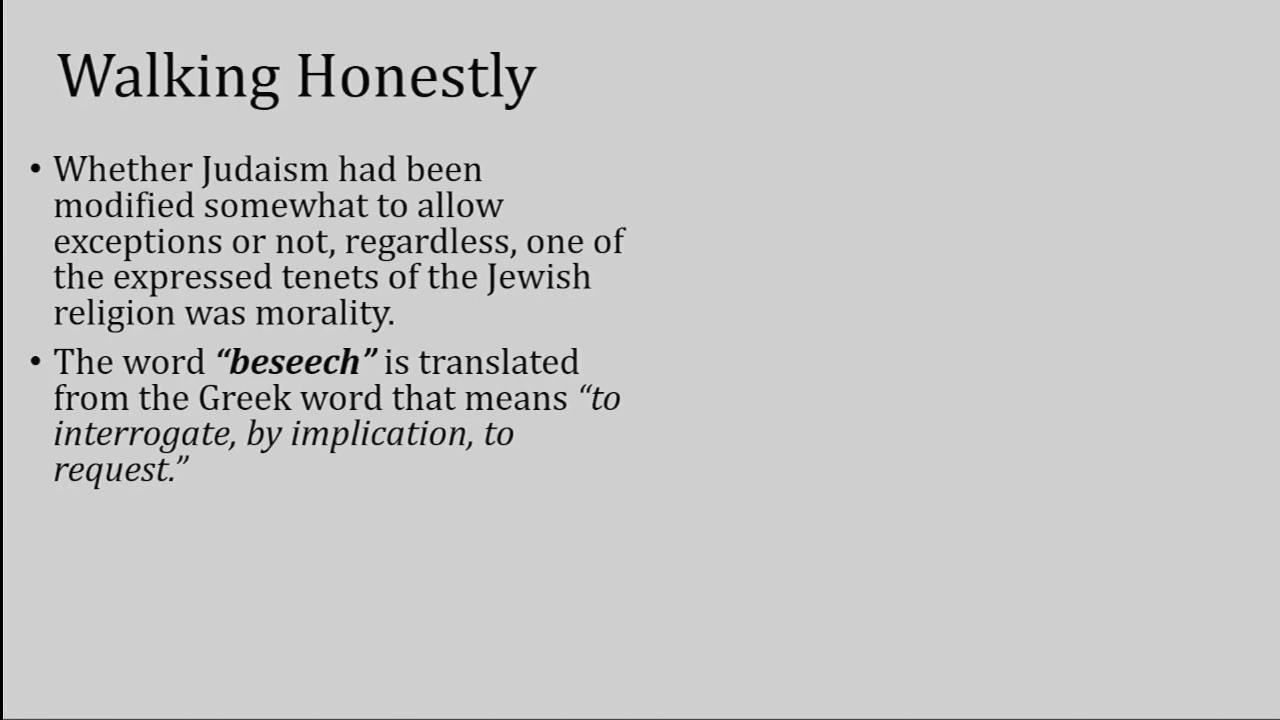 Walking Honestly
• Whether Judaism had been
modified somewhat to allow
exceptions or not, regardless, one of
the expressed tenets of the Jewish
religion was morality.
• The word “beseech” is translated
from the Greek word that means “to
interrogate, by implication, to
request.”